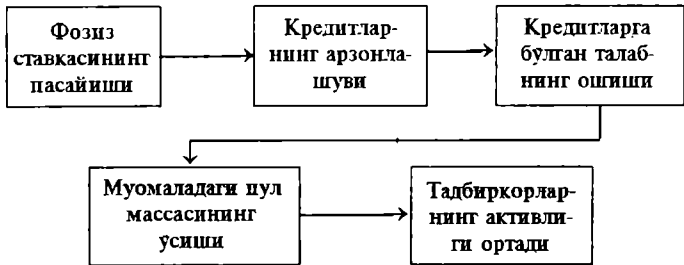 Фоиз
ставкасининг
пасайиши
Кредитлар-
нинг арзонла-
шуви
Кредитларга
бўлган талаб-
нинг ошиши
Муомаладаги пул
массасининг
ўсиши
Тадбиркорлар-
нинг активли-
ги ортади